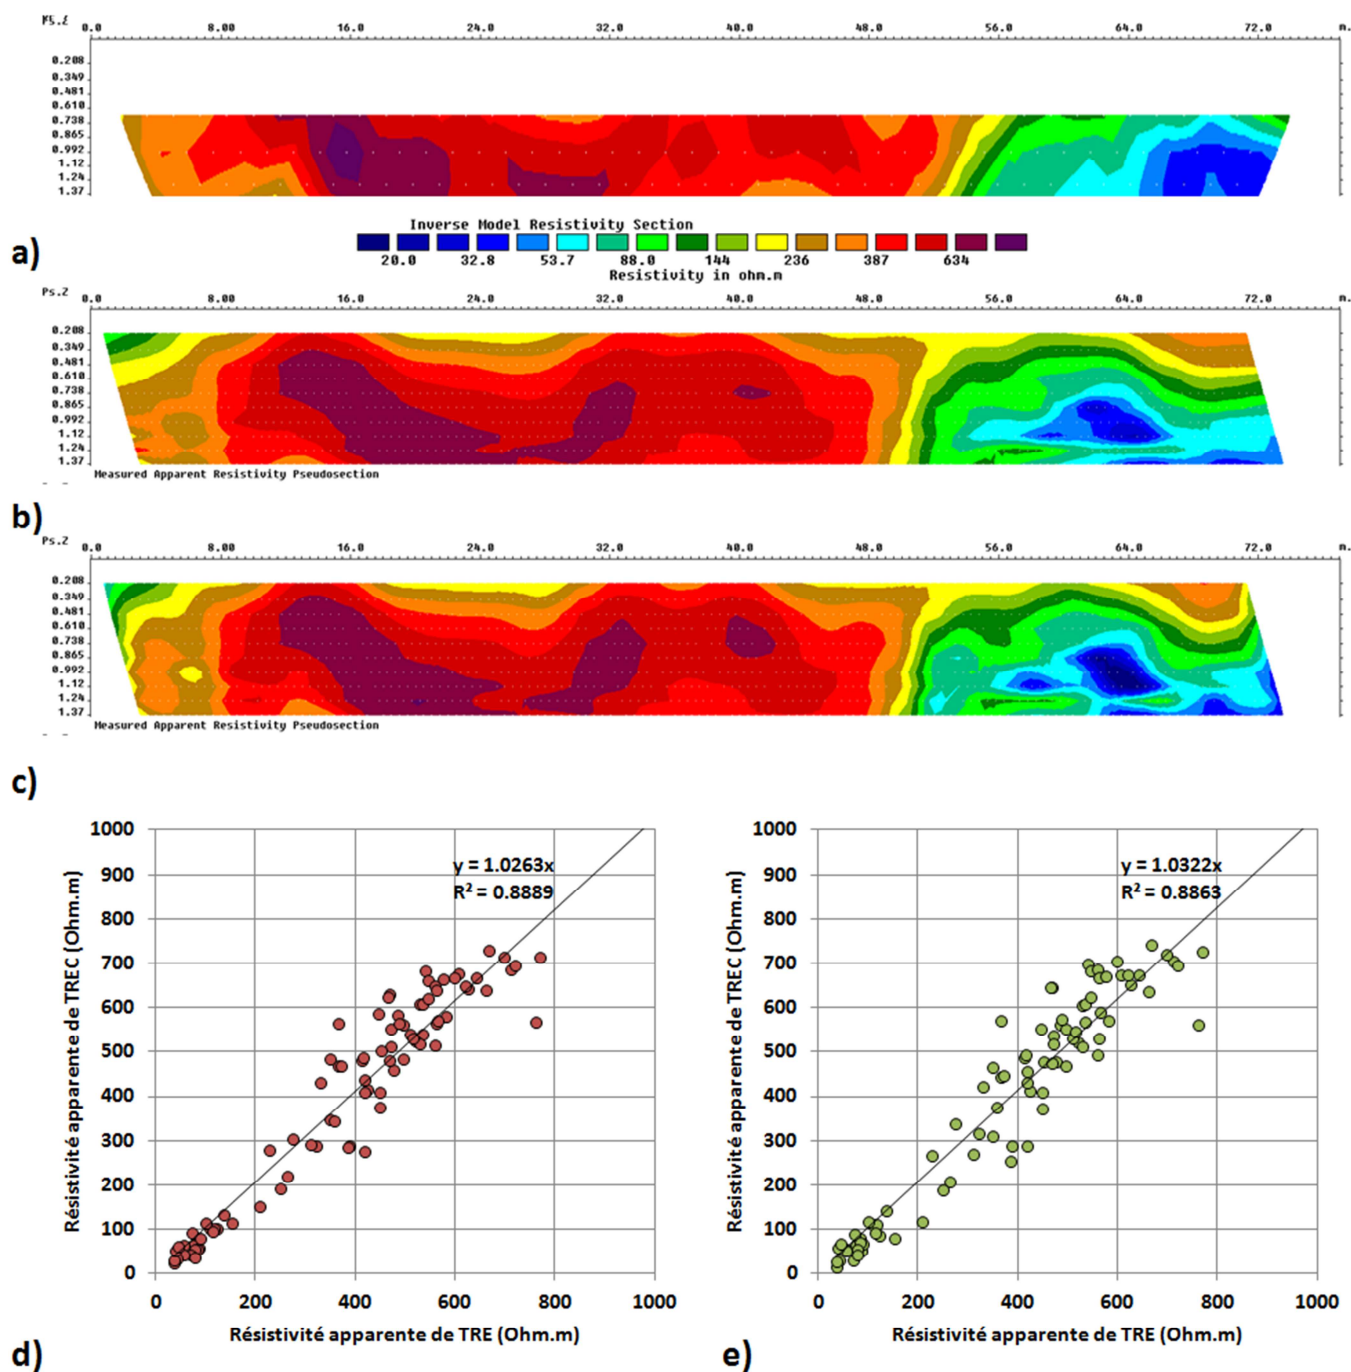 0.0 8.00 16.0 24.0 32.0 40.0 48.0 56.0 64.0 72.0 m.
0.208
0.349
0.481
0.610
0.738
0.865
0.992
1.12
1.24
1.37
Inverse Model Resistivity Section
20.0 32.8 53.7 88.0 144 236 387 634
Resistivity in ohm.m
a)
Ps.Z 0.0 8.00 16.0 24.0 32.0 40.0 48.0 56.0 64.0 72.0 m.
0.208
0.349
0.481
0.610
0.738
0.865
0.992
1.12
1.24
1.37
Measured Apparent Resistivity Pseudosection
b)
Ps.Z 0.0 8.00 16.0 24.0 32.0 40.0 48.0 56.0 64.0 72.0 m.
0.208
0.349
0.481
0.610
0.738
0.865
0.992
1.12
1.24
1.37
Measured Apparent Resistivity Pseudosection
c)
Résistivité apparente de TREC (Ohm.m)
1000
900
800
700
600
500
400
300
200
100
0
y = 1.0263x
R² = 0.8889
0 200 400 600 800 1000
Résistivité apparente de TRE (Ohm.m)
d)
Résistivité apparente de TREC (Ohm.m)
1000
900
800
700
600
500
400
300
200
100
0
y = 1.0322x
R² = 0.8863
0 200 400 600 800 1000
Résistivité apparente de TRE (Ohm.m)
e)